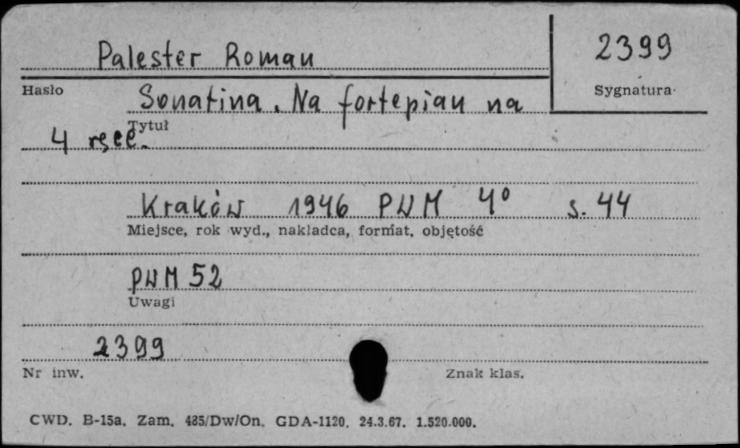 Palester Roman
2399
Hasło
Sygnatura
Sonatina. Na fortepian na
Tytuł
4 ręce.
Kraków 1946 PWM 4° s. 44
Miejsce, rok wyd., nakladca, format, objętość
PWM 52
Uwagi
2399
Nr inw.
Znak klas.
CWD. B-15a. Zam. 485/Dw/On. GDA-1120. 24.3.67. 1.520.000.